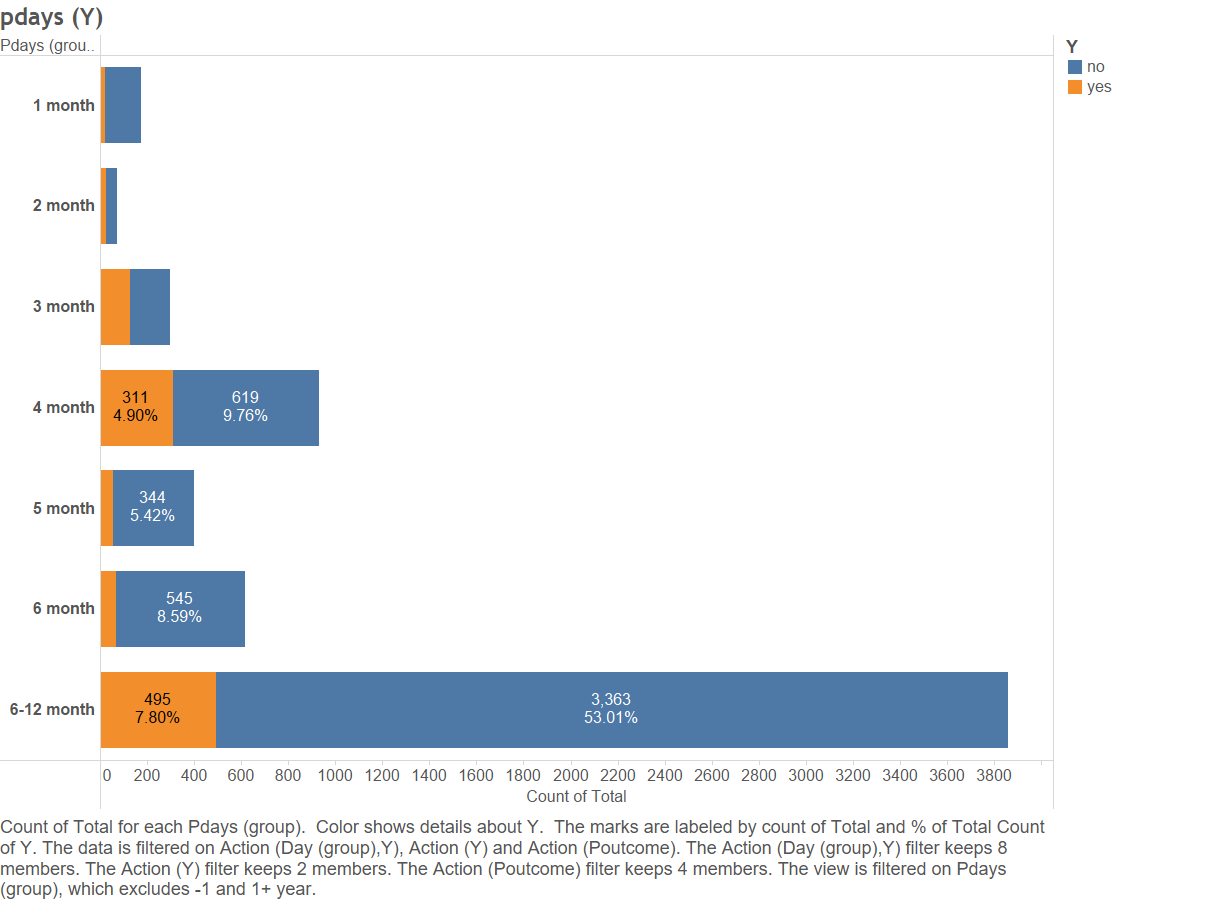 pdays (Y)
Pdays (grou..
Y
no
yes
1 month
2 month
3 month
4 month
311
4.90%
619
9.76%
5 month
344
5.42%
6 month
545
8.59%
6-12 month
495
7.80%
3,363
53.01%
0 200 400 600 800 1000 1200 1400 1600 1800 2000 2200 2400 2600 2800 3000 3200 3400 3600 3800
Count of Total
Count of Total for each Pdays (group).  Color shows details about Y.  The marks are labeled by count of Total and % of Total Count
of Y. The data is filtered on Action (Day (group),Y), Action (Y) and Action (Poutcome). The Action (Day (group),Y) filter keeps 8
members. The Action (Y) filter keeps 2 members. The Action (Poutcome) filter keeps 4 members. The view is filtered on Pdays
(group), which excludes -1 and 1+ year.